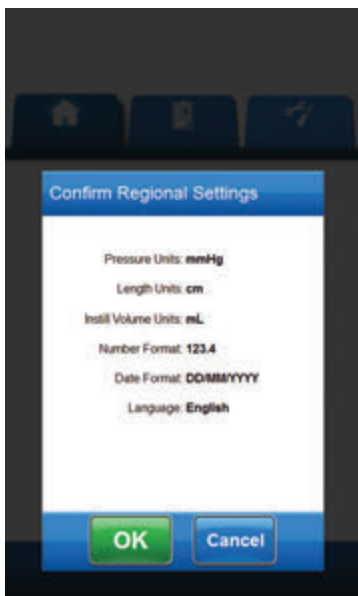 Confirm Regional Settings
Pressure Units: mmHg
Length Units: cm
Instill Volume Units: mL
Number Format: 123.4
Date Format: DD/MM/YYYY
Language: English
OK
Cancel